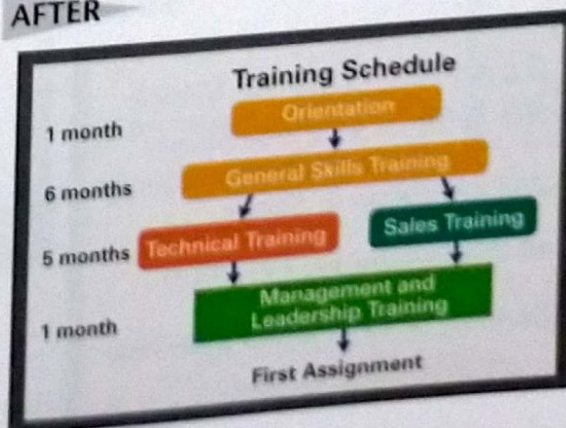 AFTER
Training Schedule
1 month
Orientation
6 months
General Skills Training
5 months
Technical Training
Sales Training
1 month
Management and
Leadership Training
First Assignment